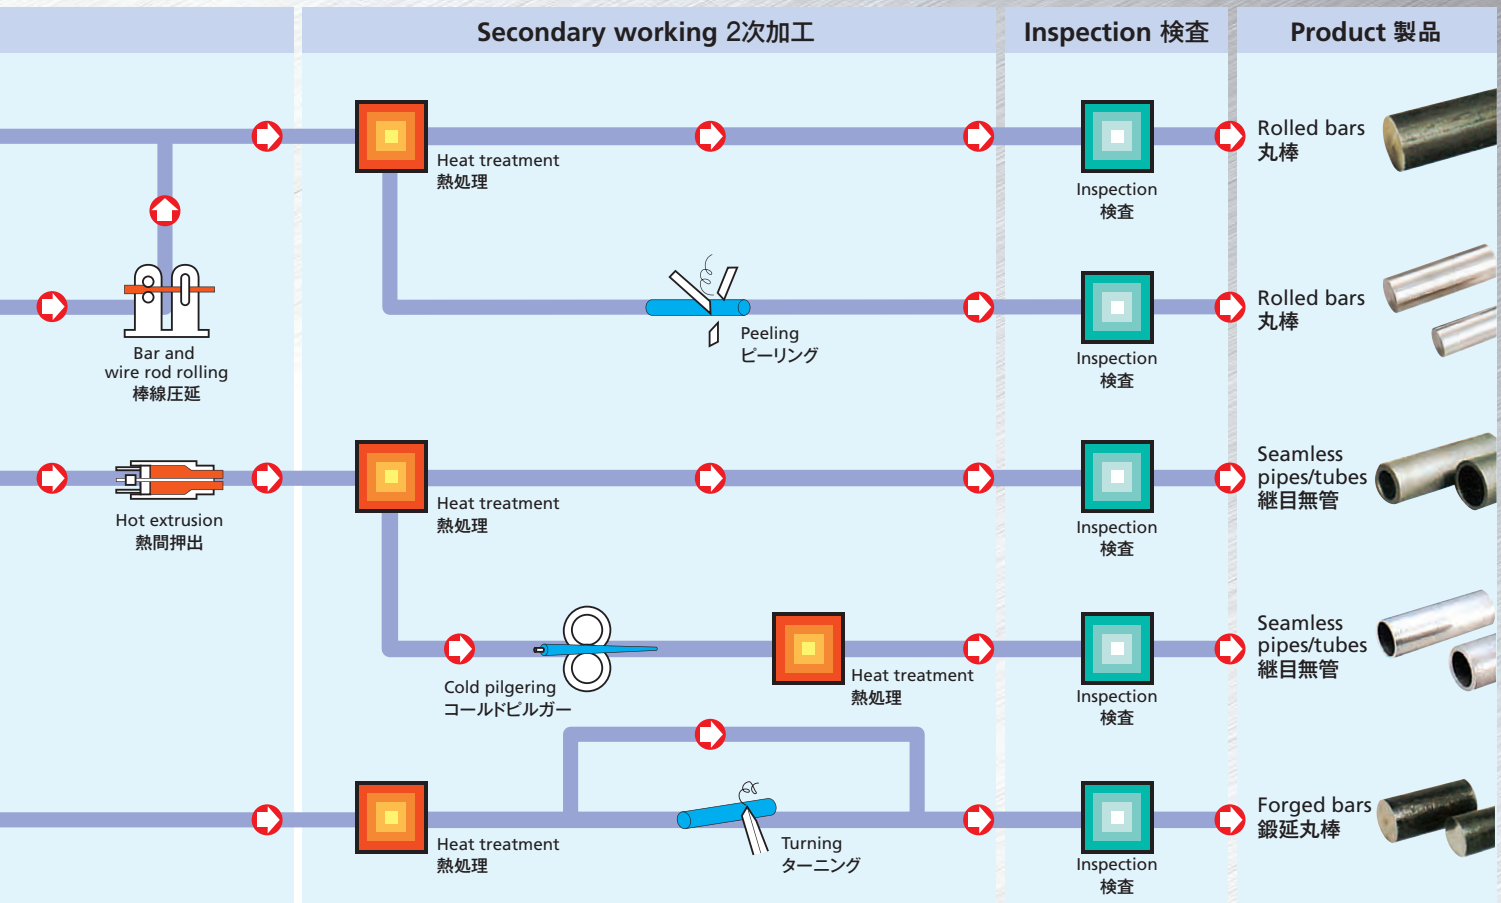 Secondary working 2次加工
Inspection 検査
Product 製品
Heat treatment
熱処理
Inspection
検査
Rolled bars
丸棒
Bar and
wire rod rolling
棒線圧延
Peeling
ピーリング
Inspection
検査
Rolled bars
丸棒
Hot extrusion
熱間押出
Heat treatment
熱処理
Inspection
検査
Seamless
pipes/tubes
継目無管
Cold pilgering
コールドピルガー
Heat treatment
熱処理
Inspection
検査
Seamless
pipes/tubes
継目無管
Heat treatment
熱処理
Turning
ターニング
Inspection
検査
Forged bars
鍛延丸棒